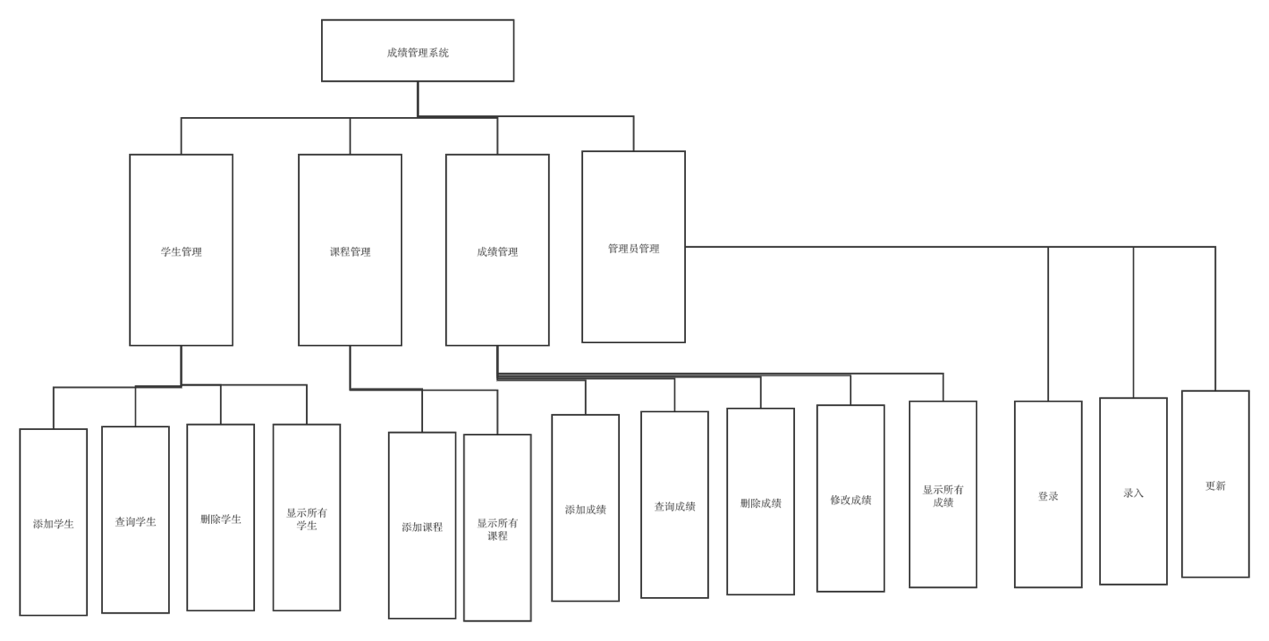 成绩管理系统
学生管理
课程管理
成绩管理
管理员管理
添加学生
查询学生
删除学生
显示所有
学生
添加课程
显示所有
课程
添加成绩
查询成绩
删除成绩
修改成绩
显示所有
成绩
登录
录入
更新